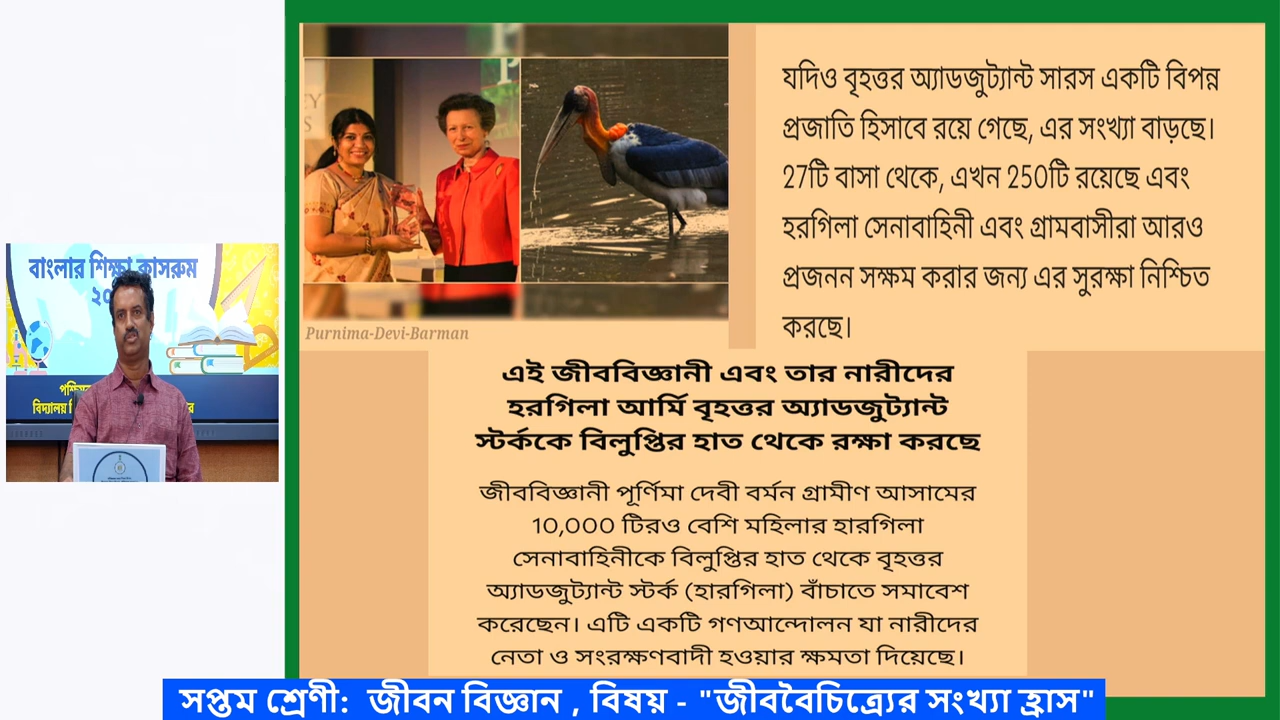 যদিও বৃহত্তর অ্যাডজুট্যান্ট সারস একটি বিপন্ন
প্রজাতি হিসাবে রয়ে গেছে, এর সংখ্যা বাড়ছে।
27টি বাসা থেকে, এখন 250টি রয়েছে এবং
হরগিলা সেনাবাহিনী এবং গ্রামবাসীরা আরও
প্রজনন সক্ষম করার জন্য এর সুরক্ষা নিশ্চিত
করছে।
Purnima-Devi-Barman
এই জীববিজ্ঞানী এবং তার নারীদের
হরগিলা আর্মি বৃহত্তর অ্যাডজুট্যান্ট
স্টর্ককে বিলুপ্তির হাত থেকে রক্ষা করছে
জীববিজ্ঞানী পূর্ণিমা দেবী বর্মন গ্রামীণ আসামের
10,000 টিরও বেশি মহিলার হারগিলা
সেনাবাহিনীকে বিলুপ্তির হাত থেকে বৃহত্তর
অ্যাডজুট্যান্ট স্টর্ক (হারগিলা) বাঁচাতে সমাবেশ
করেছেন। এটি একটি গণআন্দোলন যা নারীদের
নেতা ও সংরক্ষণবাদী হওয়ার ক্ষমতা দিয়েছে।
বাংলার শিক্ষা ক্লাসরুম
সপ্তম শ্রেণী: জীবন বিজ্ঞান , বিষয় - "জীববৈচিত্র্যের সংখ্যা হ্রাস"